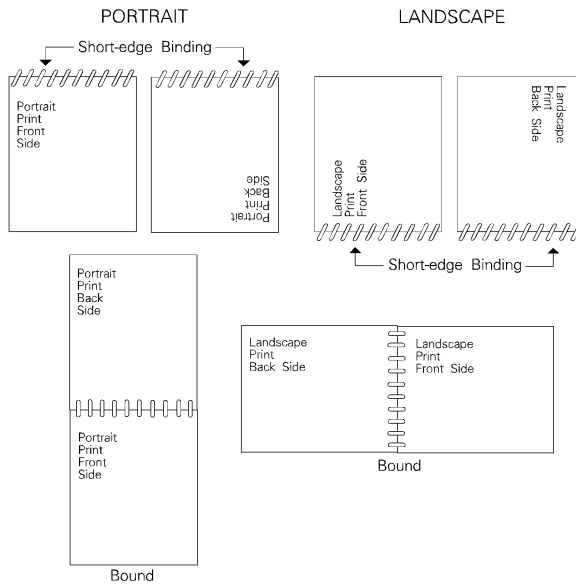 PORTRAIT
LANDSCAPE
Short-edge Binding
Portrait
Print
Front
Side
Portrait
Print
Back
Side
Landscape
Print
Front Side
Landscape
Print
Back Side
Short-edge Binding
Portrait
Print
Back
Side
Portrait
Print
Front
Side
Bound
Landscape
Print
Back Side
Landscape
Print
Front Side
Bound